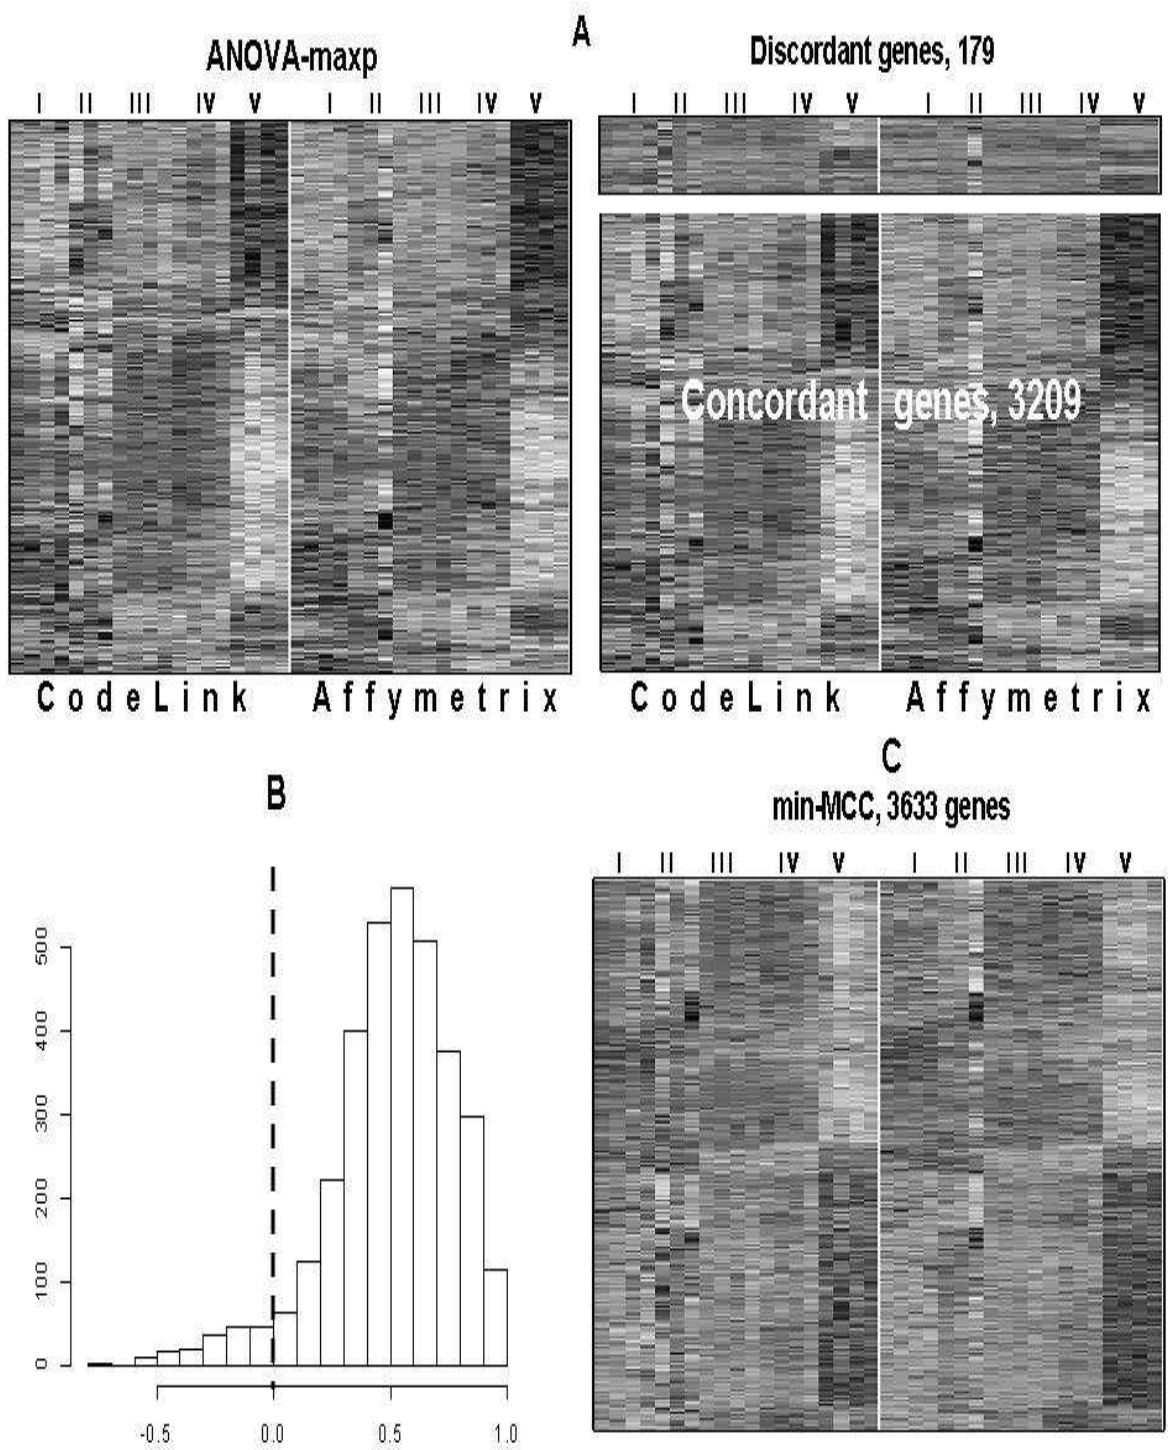 A
ANOVA-maxp
Discordant genes, 179
I II III IV V I II III IV V
I II III IV V I II III IV V
Concordant genes, 3209
CodeLink Affymetrix
CodeLink Affymetrix
B
C
min-MCC, 3633 genes
I II III IV V I II III IV V
500
400
300
200
100
0
-0.5 0.0 0.5 1.0